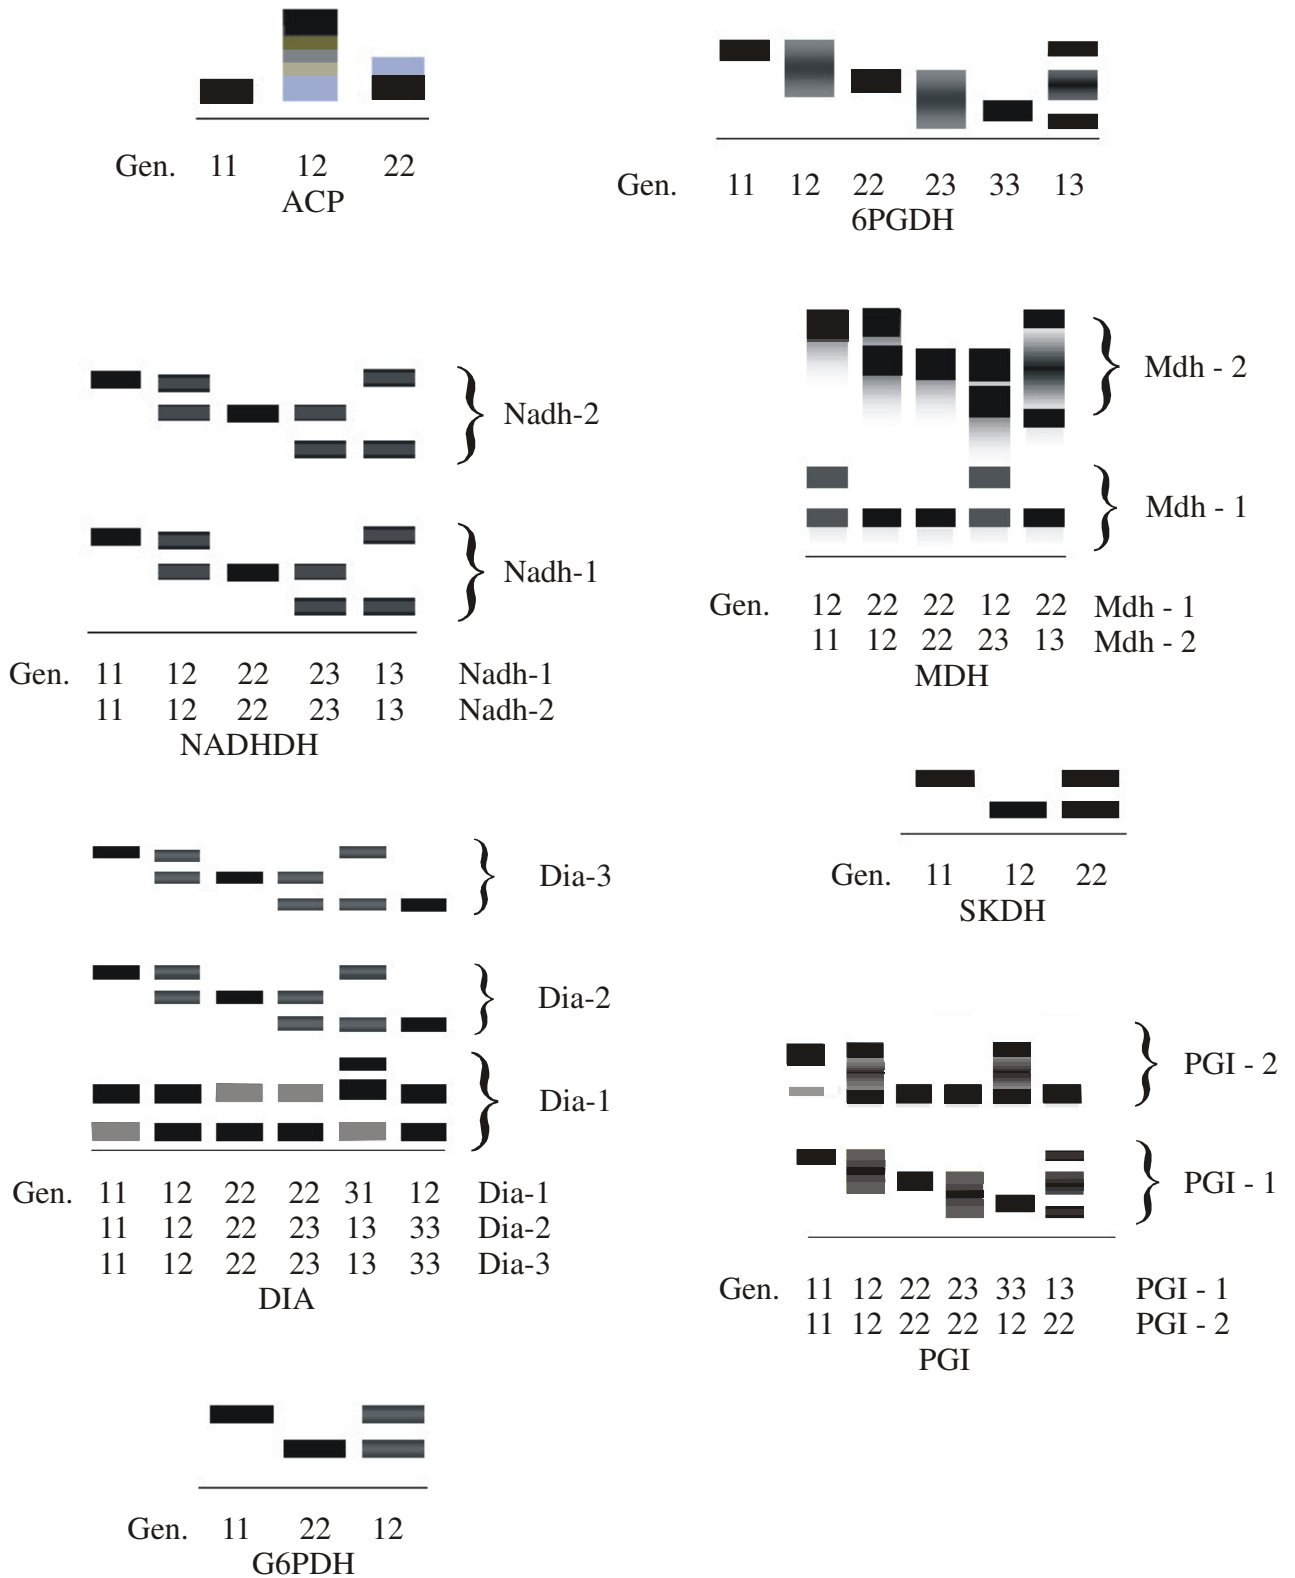 Gen. 11 12 22
ACP
Gen. 11 12 22 23 33 13
6PGDH
Nadh-2
Nadh-1
Gen. 11 12 22 23 13 Nadh-1
11 12 22 23 13 Nadh-2
NADHDH
Mdh - 2
Mdh - 1
Gen. 12 22 22 12 22 Mdh - 1
11 12 22 23 13 Mdh - 2
MDH
Gen. 11 12 22
SKDH
Dia-3
Dia-2
Dia-1
Gen. 11 12 22 22 31 12 Dia-1
11 12 22 23 13 33 Dia-2
11 12 22 23 13 33 Dia-3
DIA
PGI - 2
PGI - 1
Gen. 11 12 22 23 33 13 PGI - 1
11 12 22 22 12 22 PGI - 2
PGI
Gen. 11 22 12
G6PDH